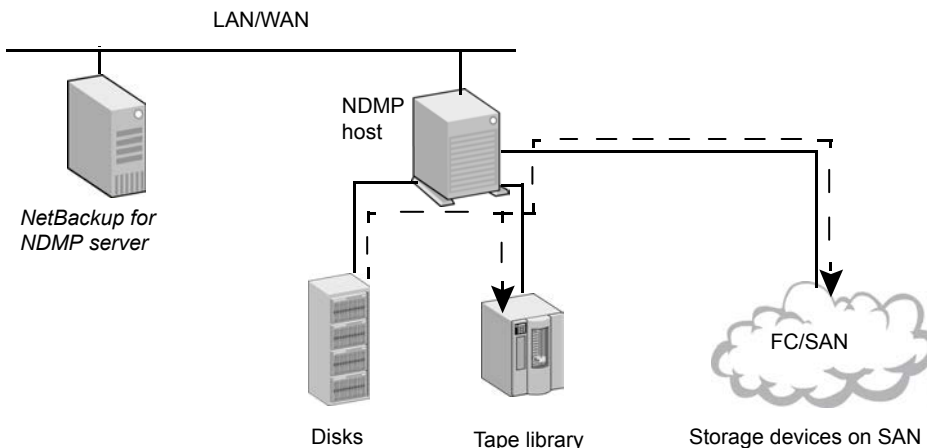 LAN/WAN
NDMP
host
NetBackup for
NDMP server
FC/SAN
Disks
Tape library
Storage devices on SAN